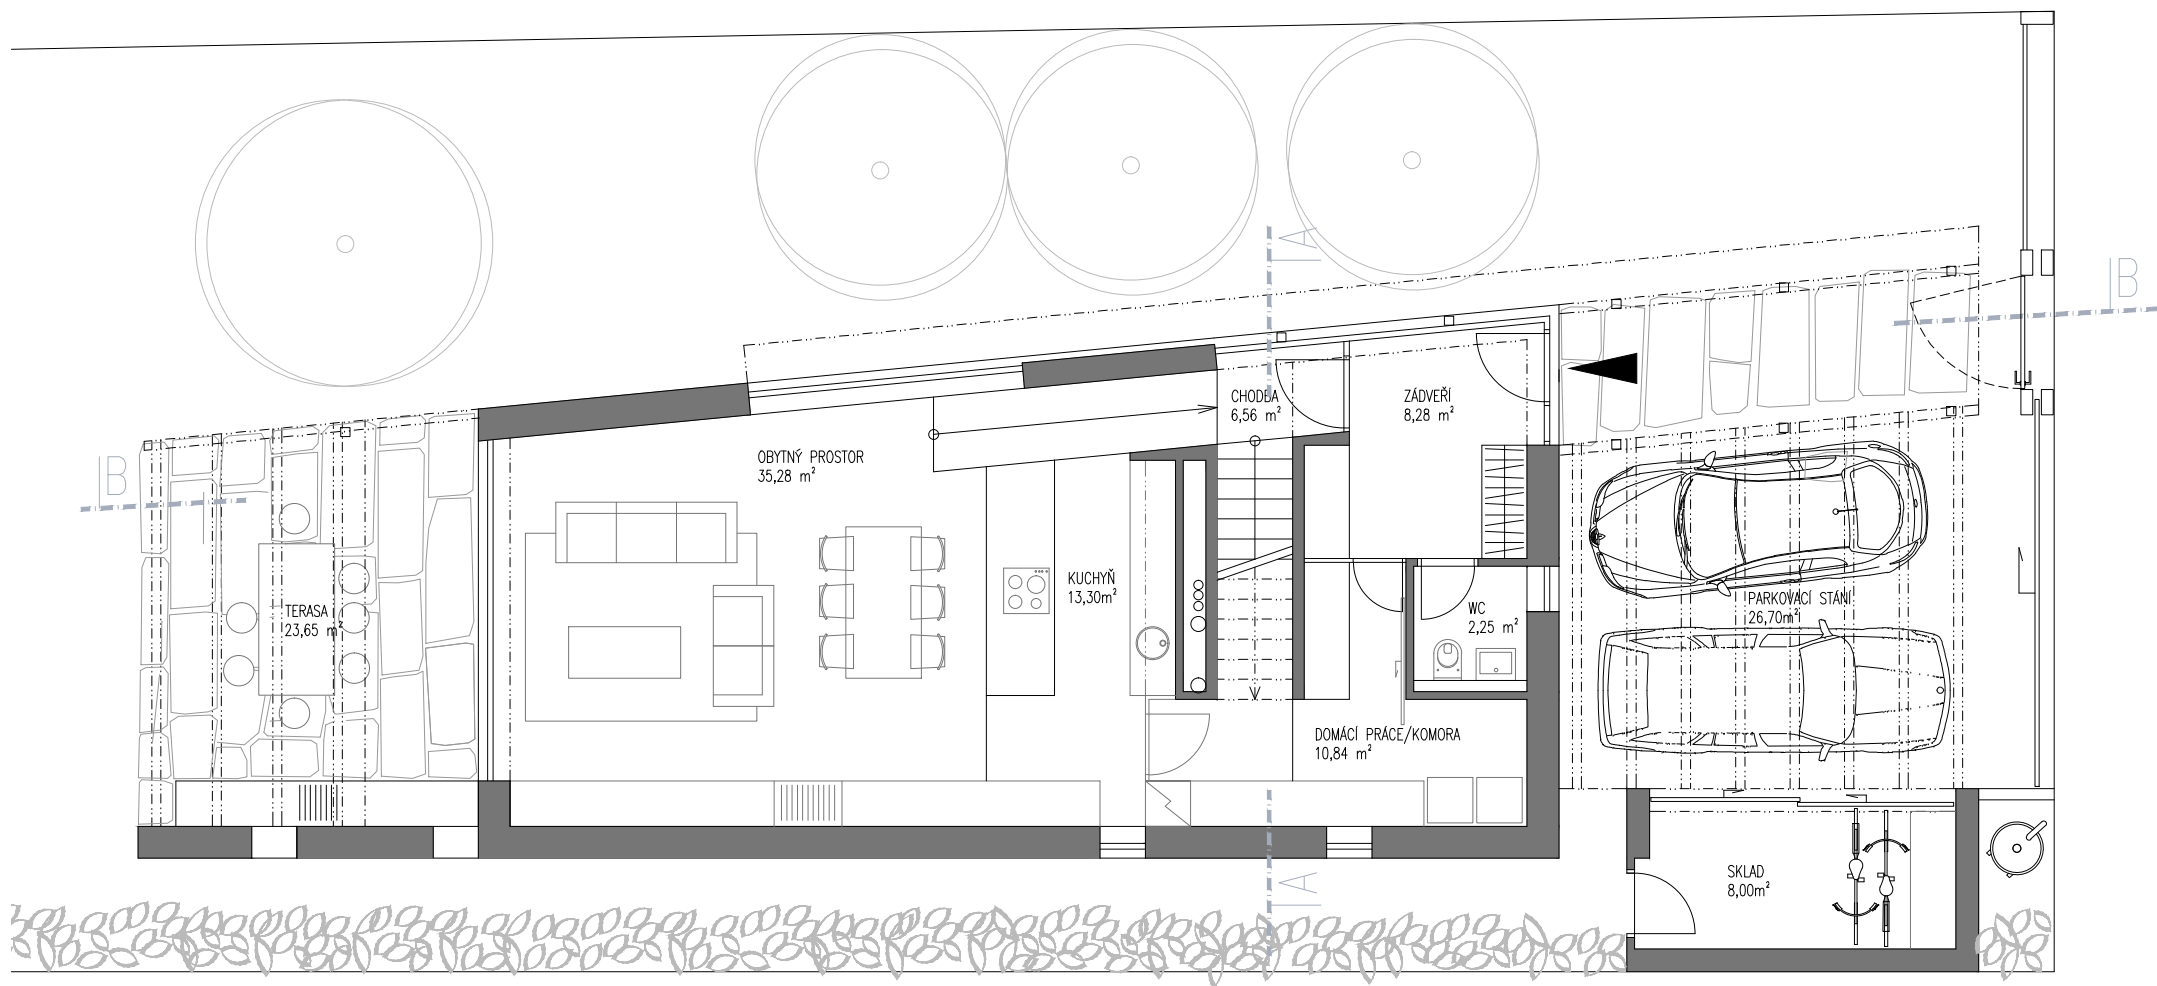 A
B
CHODBA
6,56 m²
ZÁDVEŘÍ
8,28 m²
B
OBYTNÝ PROSTOR
35,28 m²
KUCHYŇ
13,30m²
TERASA
23,65 m²
WC
2,25 m²
PARKOVACÍ STÁNÍ
26,70m²
DOMÁCÍ PRÁCE/KOMORA
10,84 m²
SKLAD
8,00m²
A